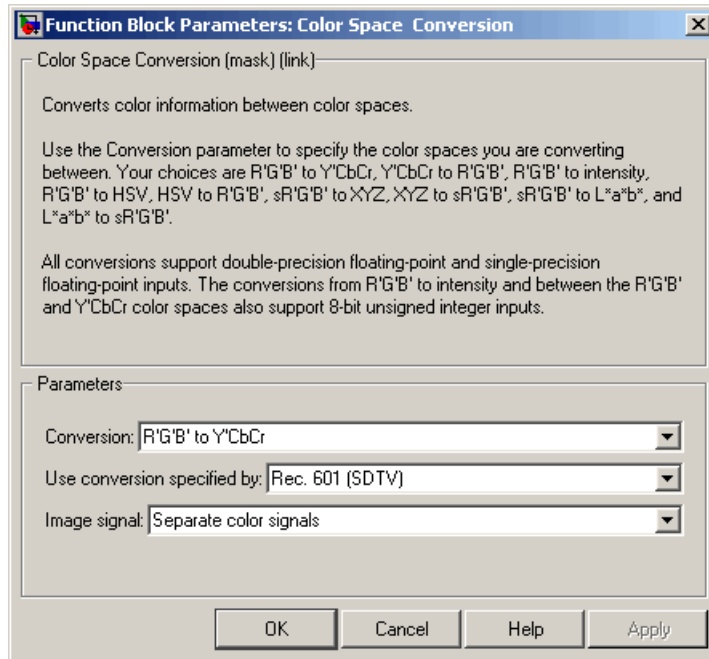 Function Block Parameters: Color Space Conversion
Color Space Conversion (mask) (link)
Converts color information between color spaces.
Use the Conversion parameter to specify the color spaces you are converting
between. Your choices are R'G'B' to Y'CbCr, Y'CbCr to R'G'B', R'G'B' to intensity,
R'G'B' to HSV, HSV to R'G'B', sR'G'B' to XYZ, XYZ to sR'G'B', sR'G'B' to L*a*b*, and
L*a*b* to sR'G'B'.
All conversions support double-precision floating-point and single-precision
floating-point inputs. The conversions from R'G'B' to intensity and between the R'G'B'
and Y'CbCr color spaces also support 8-bit unsigned integer inputs.
Parameters
Conversion: R'G'B' to Y'CbCr
Use conversion specified by: Rec. 601 (SDTV)
Image signal: Separate color signals
OK Cancel Help Apply